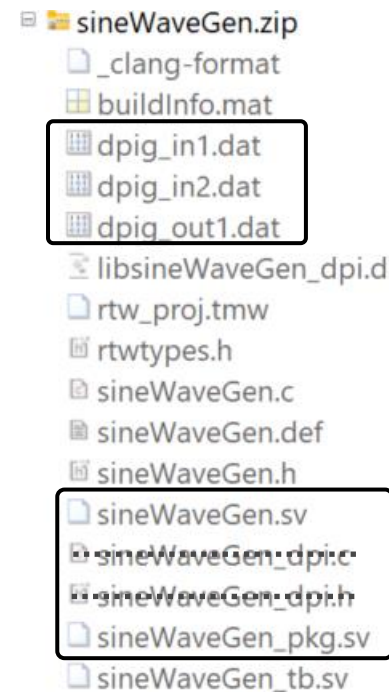 sineWaveGen.zip
_clang-format
buildInfo.mat
dpig_in1.dat
dpig_in2.dat
dpig_out1.dat
libsineWaveGen_dpi.d
rtw_proj.tmw
rtwtypes.h
sineWaveGen.c
sineWaveGen.def
sineWaveGen.h
sineWaveGen.sv
sineWaveGen_dpi.c
sineWaveGen_dpi.h
sineWaveGen_pkg.sv
sineWaveGen_tb.sv